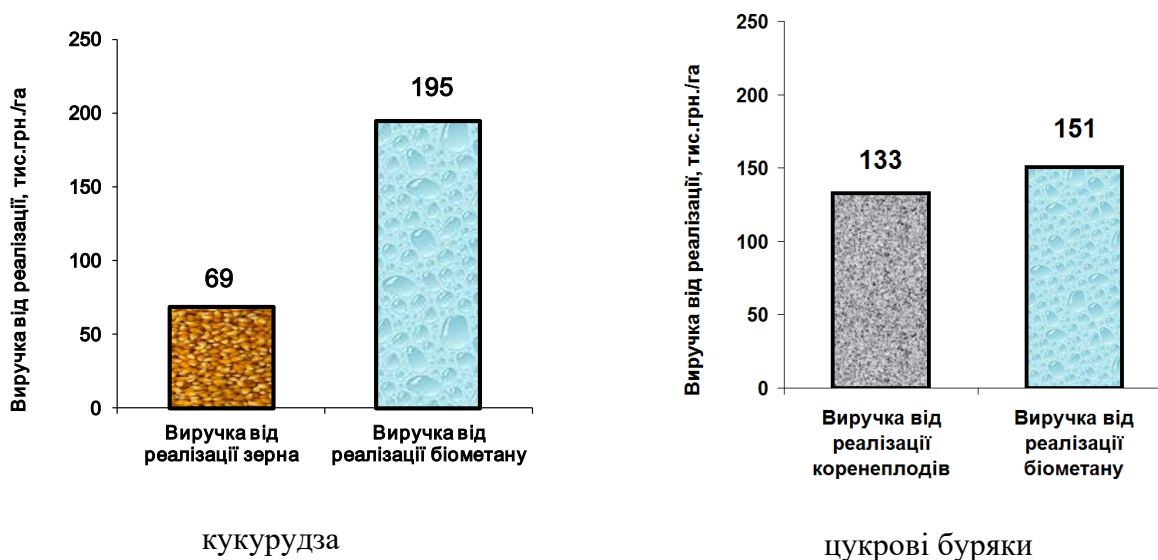 Виручка від реалізації, тис.грн./га
250
200
150
100
50
0
69
195
Виручка від
реалізації зерна
Виручка від
реалізації біометану
кукурудза
Виручка від реалізації, тис.грн./га
250
200
150
100
50
0
133
151
Виручка від
реалізації
коренеплодів
Виручка від
реалізації
біометану
цукрові буряки